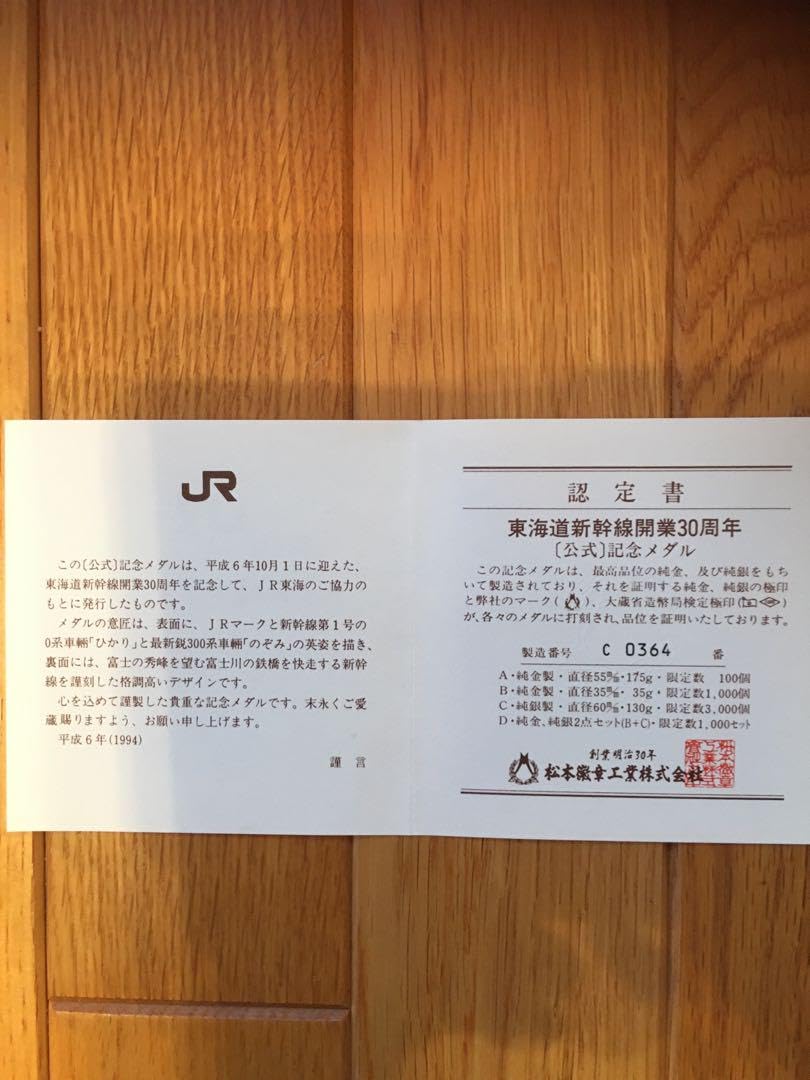 JR
この〔公式〕記念メダルは、平成6年10月1日に迎えた、
東海道新幹線開業30周年を記念して、JR東海のご協力の
もとに発行したものです。
メダルの意匠は、表面に、JRマークと新幹線第1号の
0系車輛「ひかり」と最新鋭300系車輛「のぞみ」の英姿を描き、
裏面には、富士の秀峰を望む富士川の鉄橋を快走する新幹
線を謹刻した格調高いデザインです。
心を込めて謹製した貴重な記念メダルです。末永くご愛
蔵賜りますよう、お願い申し上げます。
平成6年(1994)
謹言
認定書
東海道新幹線開業30周年
〔公式〕記念メダル
この記念メダルは、最高品位の純金、及び純銀をもち
いて製造されており、それを証明する純金、純銀の極印
と弊社のマーク( )、大蔵省造幣局検定極印( )
が、各々のメダルに打刻され、品位を証明いたしております。
製造番号 C 0364 番
A・純金製・直径55㎜・175g・限定数 100個
B・純金製・直径35㎜・35g・限定数1,000個
C・純銀製・直径60㎜・130g・限定数3,000個
D・純金、純銀2点セット(B+C)・限定数1,000セット
創業明治30年
松本徽章工業株式会社